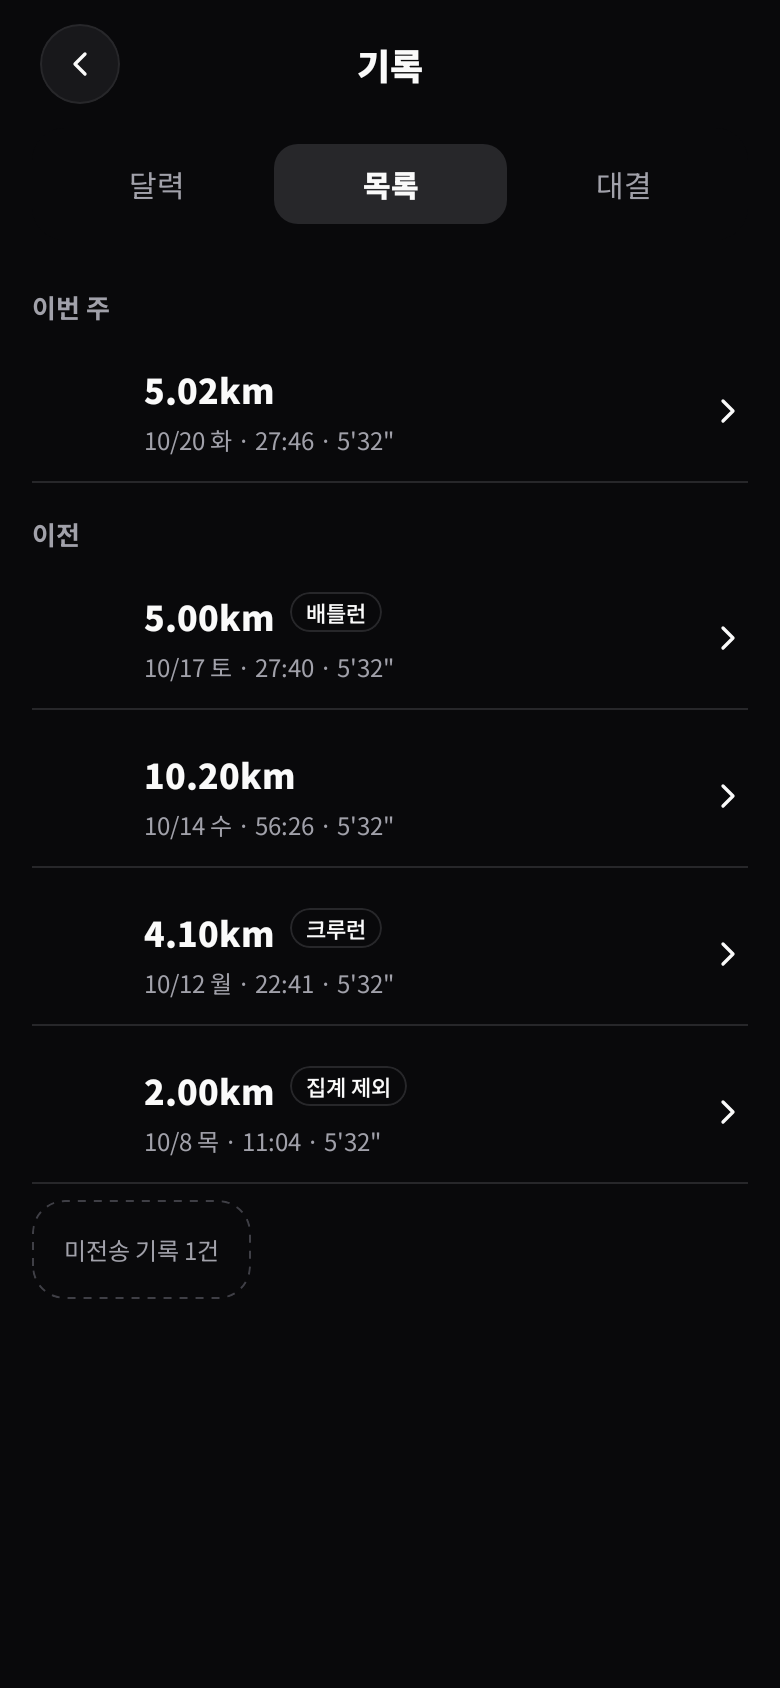 기록
달력 목록 대결
이번 주
5.02km
10/20 화 · 27:46 · 5'32"
이전
5.00km 배틀런
10/17 토 · 27:40 · 5'32"
10.20km
10/14 수 · 56:26 · 5'32"
4.10km 크루런
10/12 월 · 22:41 · 5'32"
2.00km 집계 제외
10/8 목 · 11:04 · 5'32"
미전송 기록 1건